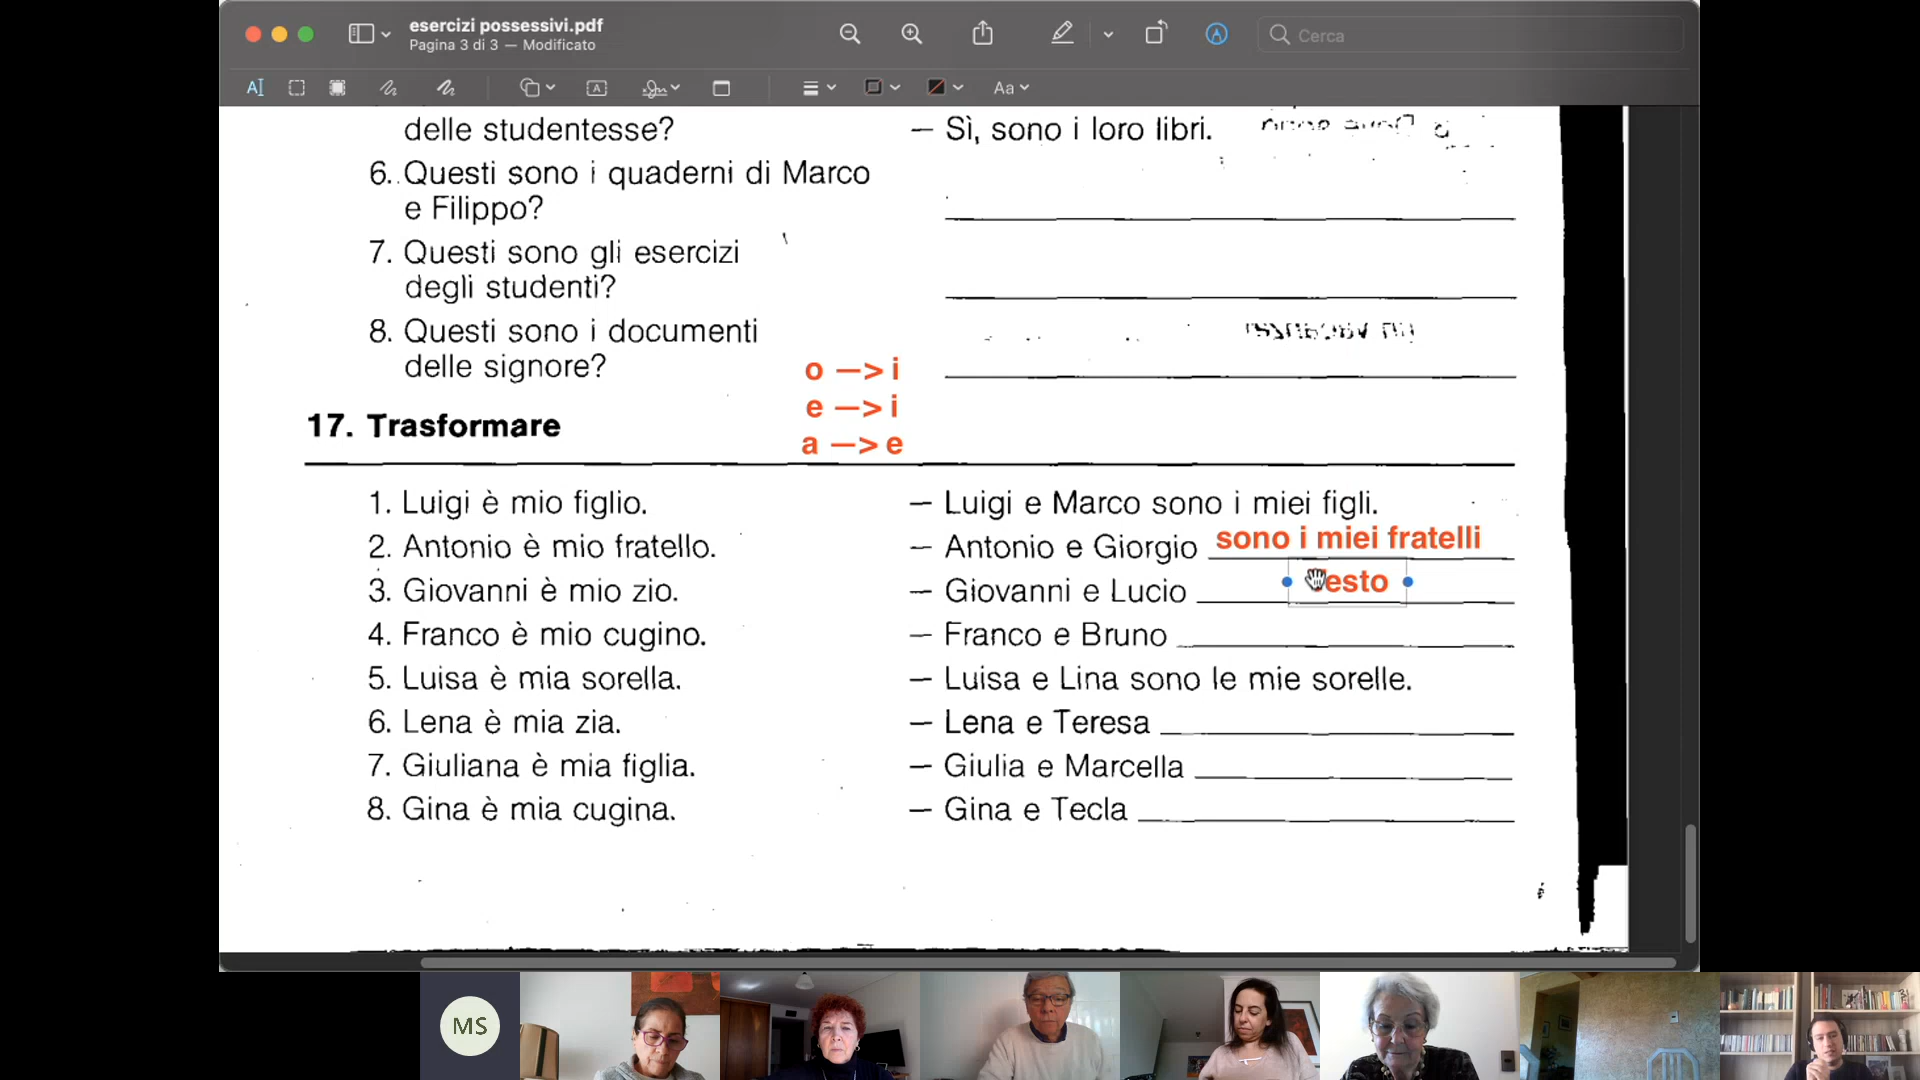 esercizi possessivi.pdf
Pagina 3 di 3 — Modificato
Cerca
Aa
delle studentesse?
– Sì, sono i loro libri.
6. Questi sono i quaderni di Marco
e Filippo?
7. Questi sono gli esercizi
degli studenti?
8. Questi sono i documenti
delle signore?
o —> i
e —> i
a —> e
17. Trasformare
1. Luigi è mio figlio.
– Luigi e Marco sono i miei figli.
2. Antonio è mio fratello.
– Antonio e Giorgio sono i miei fratelli
3. Giovanni è mio zio.
– Giovanni e Lucio Testo
4. Franco è mio cugino.
– Franco e Bruno
5. Luisa è mia sorella.
– Luisa e Lina sono le mie sorelle.
6. Lena è mia zia.
– Lena e Teresa
7. Giuliana è mia figlia.
– Giulia e Marcella
8. Gina è mia cugina.
– Gina e Tecla
MS